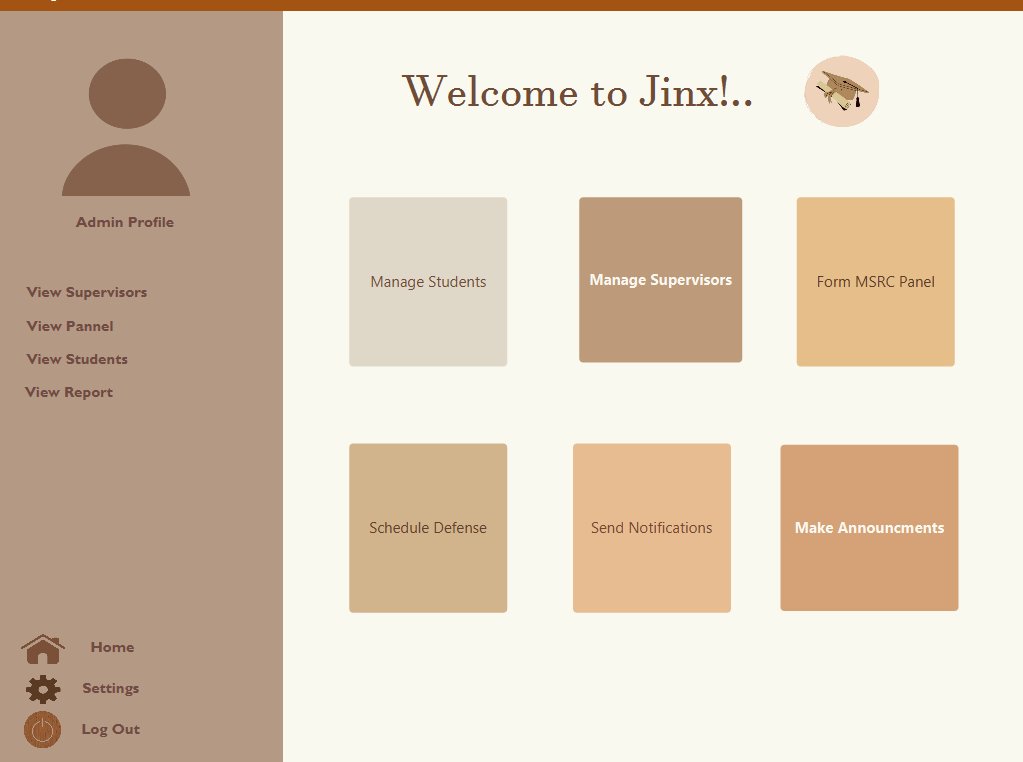 Welcome to Jinx!..
Admin Profile
View Supervisors
View Pannel
View Students
View Report
Manage Students
Manage Supervisors
Form MSRC Panel
Schedule Defense
Send Notifications
Make Announcments
Home
Settings
Log Out